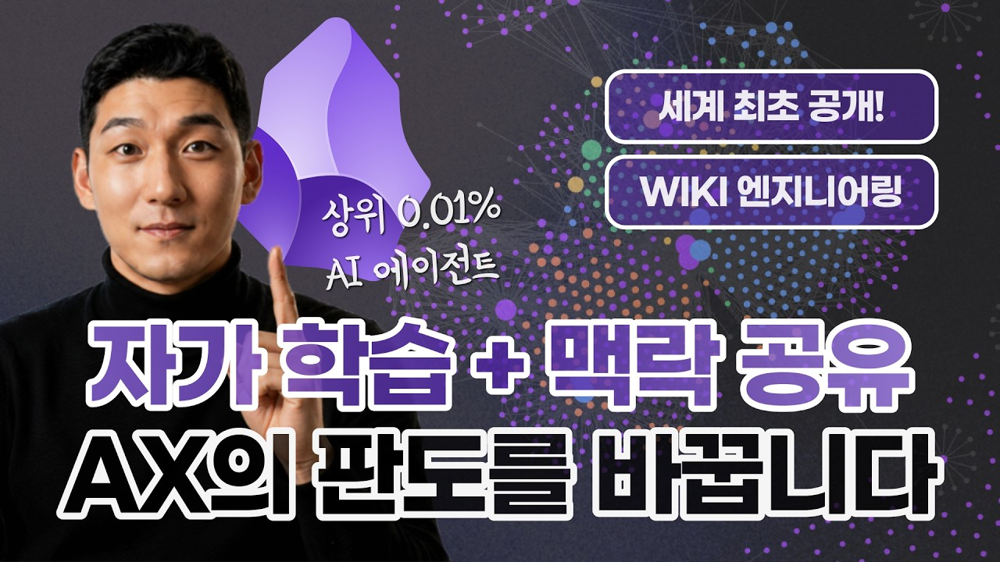 세계 최초 공개!
WIKI 엔지니어링
상위 0.01%
AI 에이전트
자가 학습 + 맥락 공유
AX의 판도를 바꿉니다